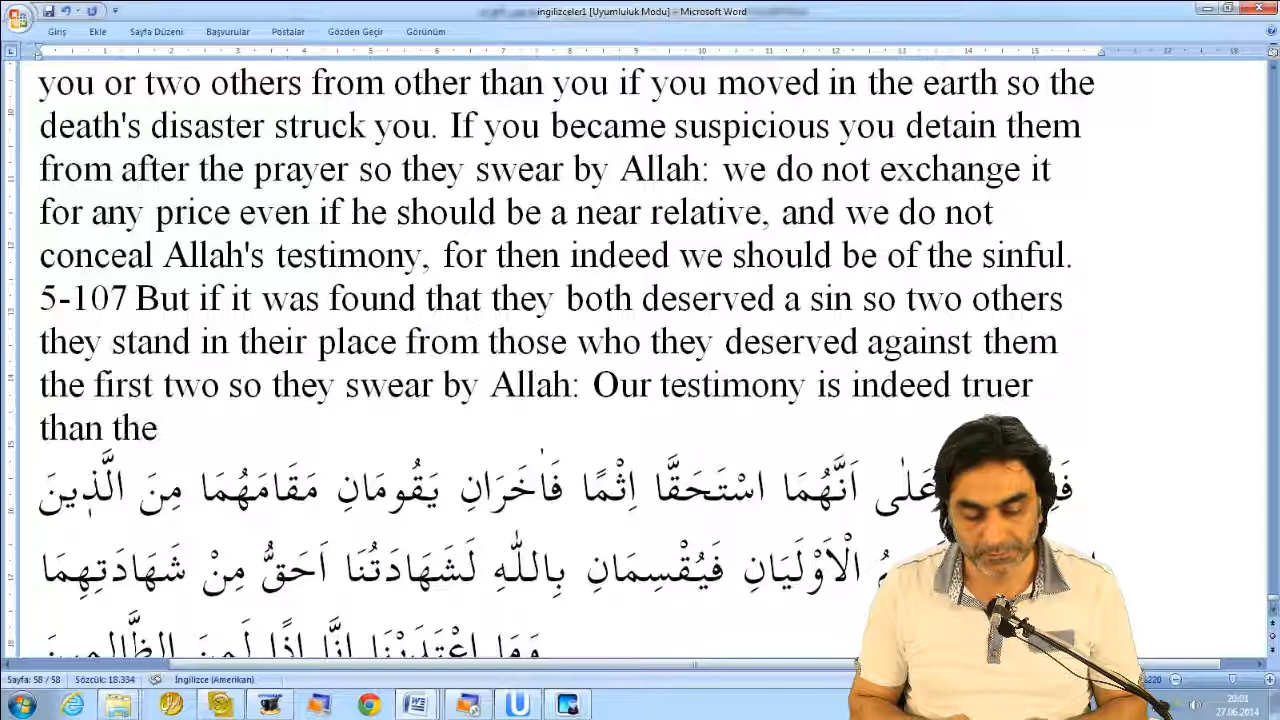 ingilizceler1 [Uyumluluk Modu] - Microsoft Word
Giriş Ekle Sayfa Düzeni Başvurular Postalar Gözden Geçir Görünüm
you or two others from other than you if you moved in the earth so the
death's disaster struck you. If you became suspicious you detain them
from after the prayer so they swear by Allah: we do not exchange it
for any price even if he should be a near relative, and we do not
conceal Allah's testimony, for then indeed we should be of the sinful.
5-107 But if it was found that they both deserved a sin so two others
they stand in their place from those who they deserved against them
the first two so they swear by Allah: Our testimony is indeed truer
than the
عَلٰى اَنَّهُمَا اسْتَحَقَّا اِثْمًا فَاٰخَرَانِ يَقُومَانِ مَقَامَهُمَا مِنَ الَّذ۪ينَ
الْاَوْلَيَانِ فَيُقْسِمَانِ بِاللّٰهِ لَشَهَادَتُنَا اَحَقُّ مِنْ شَهَادَتِهِمَا
وَمَا اعْتَدَيْنَا اِنَّا اِذًا لَمِنَ الظَّالِمِينَ
Sayfa: 58 / 58 Sözcük: 18.334 İngilizce (Amerikan)
20:01
27.06.2014